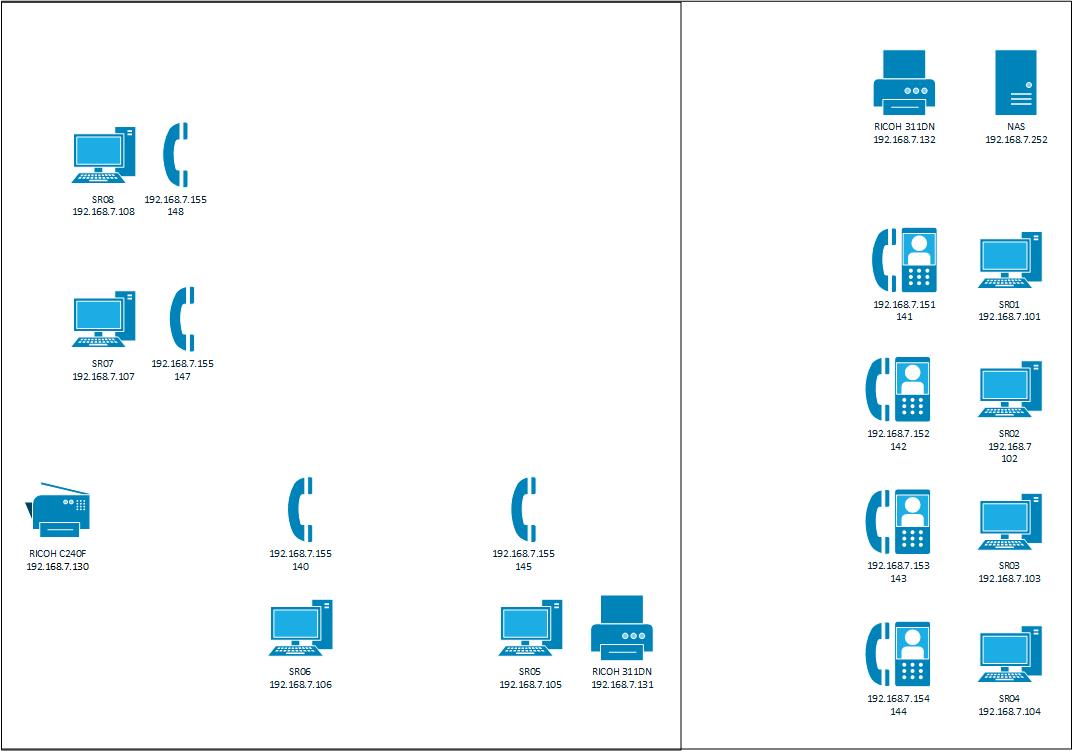 RICOH 311DN
192.168.7.132
NAS
192.168.7.252
SR08
192.168.7.108
192.168.7.155
148
192.168.7.151
141
SR01
192.168.7.101
SR07
192.168.7.107
192.168.7.155
147
192.168.7.152
142
SR02
192.168.7
102
RICOH C240F
192.168.7.130
192.168.7.155
140
192.168.7.155
145
192.168.7.153
143
SR03
192.168.7.103
SR06
192.168.7.106
SR05
192.168.7.105
RICOH 311DN
192.168.7.131
192.168.7.154
144
SR04
192.168.7.104